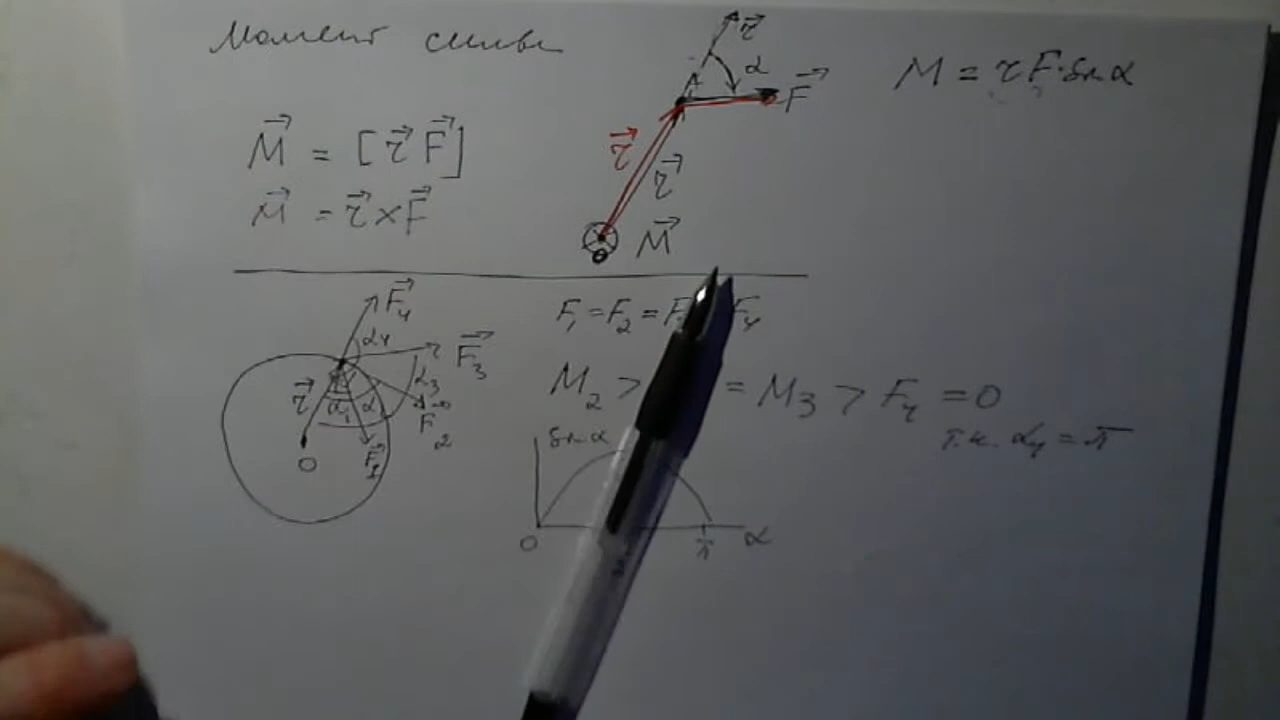 Момент силы
M⃗ = [r⃗ F⃗]
M⃗ = r⃗ × F⃗
r⃗
α
A
F⃗
r⃗
r⃗
O
M⃗
M = r F · sin α
F⃗₄
α₄
F⃗₃
α₃
r⃗
α₁
α
F⃗₂
F⃗₁
O
F₁ = F₂ = F₄
M₂ > = M₃ > F₄ = 0
т.к. α₄ = π
sin α
0
π
α